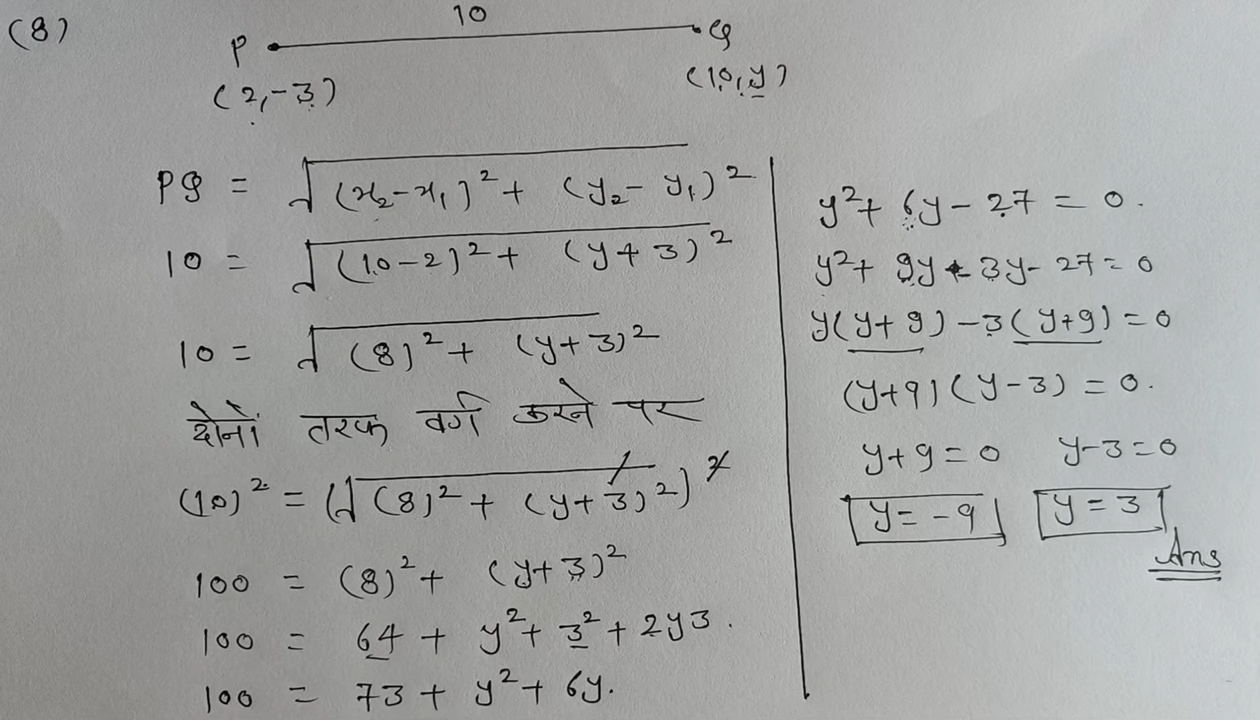 (8)
10
P Q
(2,-3) (10,y)
PQ = √(x₂-x₁)² + (y₂-y₁)²
10 = √(10-2)² + (y+3)²
10 = √(8)² + (y+3)²
दोनों तरफ वर्ग करने पर
(10)² = (√(8)² + (y+3)²)²
100 = (8)² + (y+3)²
100 = 64 + y² + 3² + 2y3.
100 = 73 + y² + 6y.
y² + 6y - 27 = 0.
y² + 9y - 3y - 27 = 0
y(y+9) - 3(y+9) = 0
(y+9)(y-3) = 0.
y+9=0 y-3=0
y = -9 y = 3
Ans